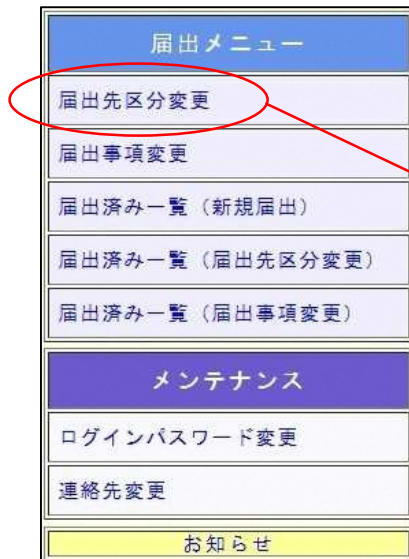 届出メニュー
届出先区分変更
届出事項変更
届出済み一覧（新規届出）
届出済み一覧（届出先区分変更）
届出済み一覧（届出事項変更）
メンテナンス
ログインパスワード変更
連絡先変更
お知らせ